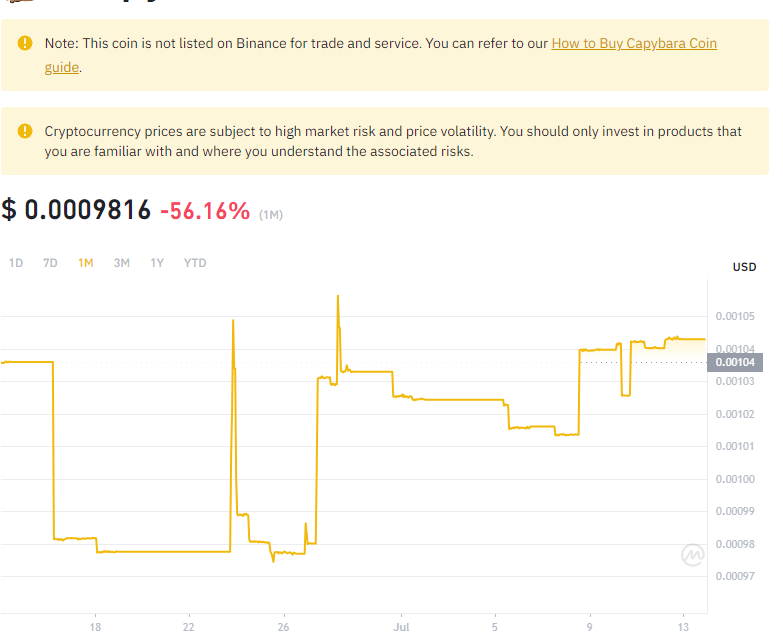 Note: This coin is not listed on Binance for trade and service. You can refer to our How to Buy Capybara Coin
guide.
Cryptocurrency prices are subject to high market risk and price volatility. You should only invest in products that
you are familiar with and where you understand the associated risks.
$ 0.0009816 -56.16% (1M)
1D 7D 1M 3M 1Y YTD
USD
0.00105
0.00104
0.00104
0.00103
0.00102
0.00101
0.00100
0.00099
0.00098
0.00097
18 22 26 Jul 5 9 13